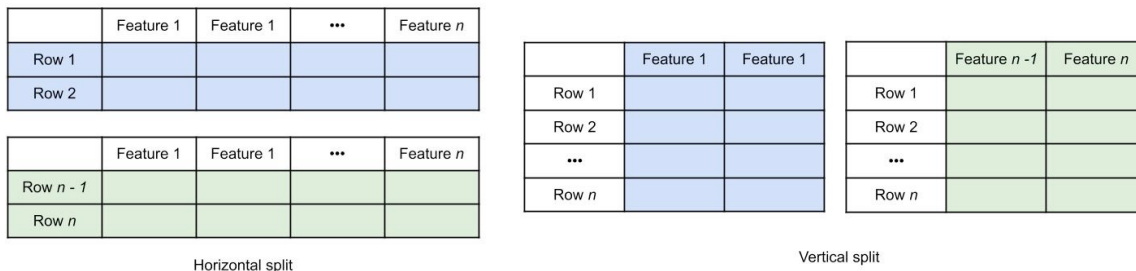 Feature 1 Feature 1 ••• Feature n
Row 1
Row 2
Feature 1 Feature 1 ••• Feature n
Row n - 1
Row n
Horizontal split
Feature 1 Feature 1
Row 1
Row 2
•••
Row n
Feature n -1 Feature n
Row 1
Row 2
•••
Row n
Vertical split